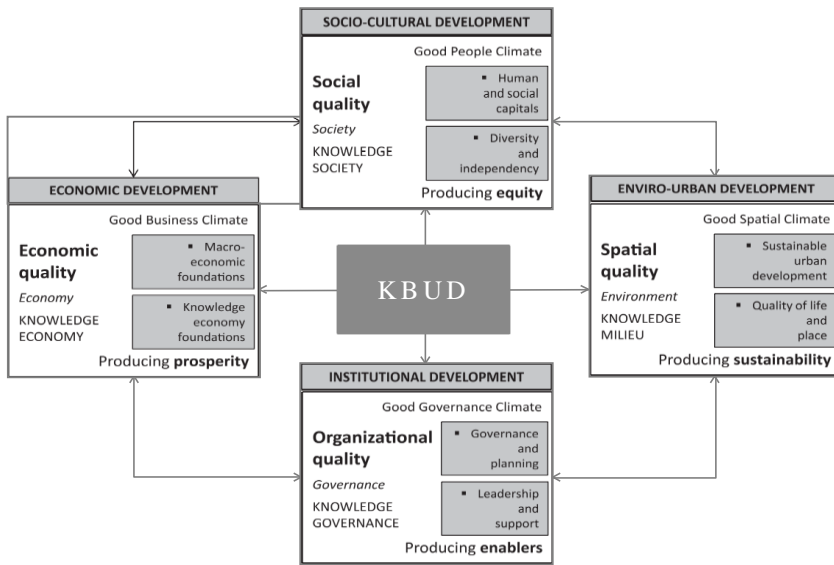 SOCIO-CULTURAL DEVELOPMENT
Good People Climate
Social
quality
Society
KNOWLEDGE
SOCIETY
▪ Human
and social
capitals
▪ Diversity
and
independency
Producing equity
ECONOMIC DEVELOPMENT
Good Business Climate
Economic
quality
Economy
KNOWLEDGE
ECONOMY
▪ Macro-
economic
foundations
▪ Knowledge
economy
foundations
Producing prosperity
KBUD
ENVIRO-URBAN DEVELOPMENT
Good Spatial Climate
Spatial
quality
Environment
KNOWLEDGE
MILIEU
▪ Sustainable
urban
development
▪ Quality of life
and
place
Producing sustainability
INSTITUTIONAL DEVELOPMENT
Good Governance Climate
Organizational
quality
Governance
KNOWLEDGE
GOVERNANCE
▪ Governance
and
planning
▪ Leadership
and
support
Producing enablers